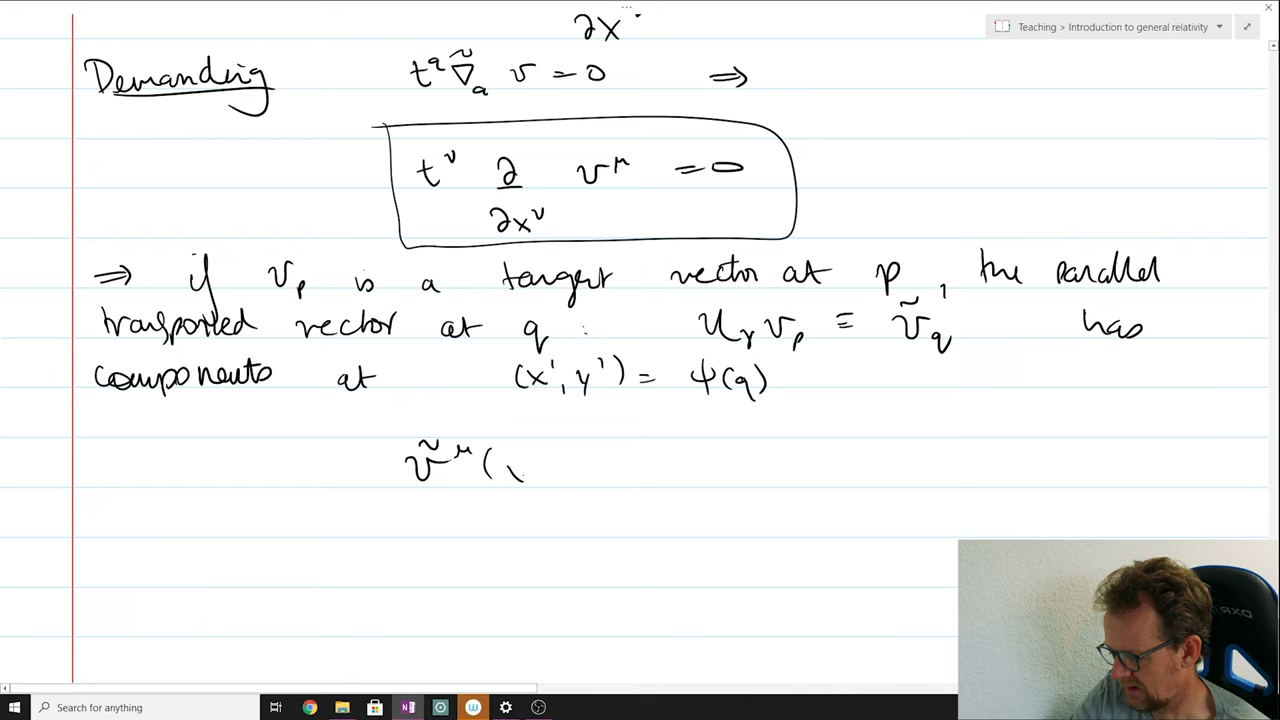 ∂x
Teaching > Introduction to general relativity
Demanding t^a ∇̃_a v = 0 ⇒
t^ν ∂/∂x^ν v^μ = 0
⇒ if v_p is a tangent vector at p, the parallel
transported vector at q : U_γ v_p ≡ ṽ_q has
components at (x', y') = ψ(q)
ṽ^μ (
Search for anything
DXR